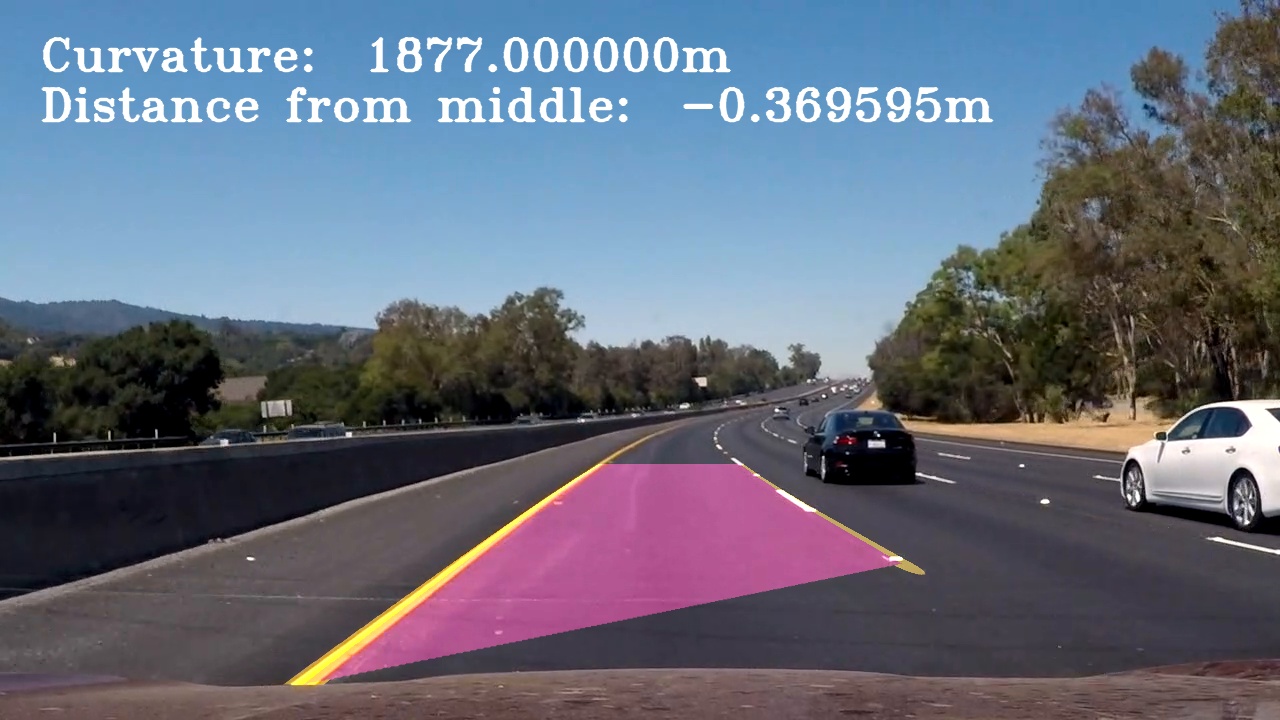 Curvature: 1877.000000m
Distance from middle: −0.369595m